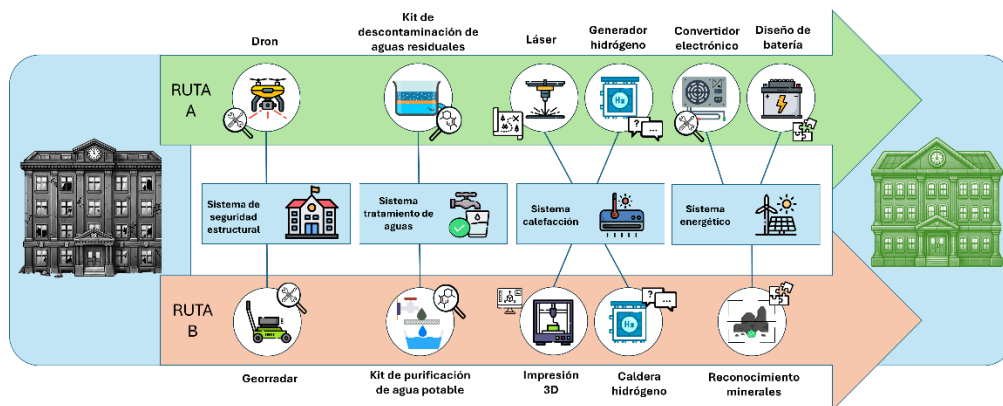 Dron
Kit de
descontaminación de
aguas residuales
Láser
Generador
hidrógeno
Convertidor
electrónico
Diseño de
batería
RUTA
A
H₂
? ...
Sistema de
seguridad
estructural
Sistema
tratamiento de
aguas
Sistema
calefacción
Sistema
energético
RUTA
B
H₂
? ...
Georradar
Kit de purificación
de agua potable
Impresión
3D
Caldera
hidrógeno
Reconocimiento
minerales